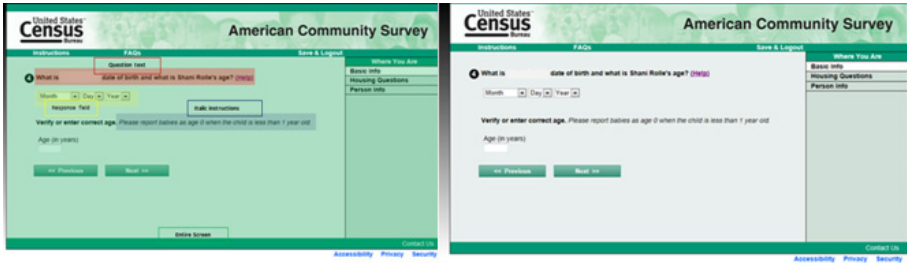 United States™
Census
Bureau
American Community Survey
Instructions FAQs Save & Logout
Where You Are
Question text
Basic Info
4 What is date of birth and what is Shani Rolle's age? (Help)
Housing Questions
Person Info
Month Day Year
Response field
Italic instructions
Verify or enter correct age. Please report babies as age 0 when the child is less than 1 year old.
Age (in years)
<< Previous Next >>
Entire Screen
Contact Us
Accessibility Privacy Security
United States™
Census
Bureau
American Community Survey
Instructions FAQs Save & Logout
Where You Are
Basic Info
4 What is date of birth and what is Shani Rolle's age? (Help)
Housing Questions
Person Info
Month Day Year
Verify or enter correct age. Please report babies as age 0 when the child is less than 1 year old.
Age (in years)
<< Previous Next >>
Contact Us
Accessibility Privacy Security